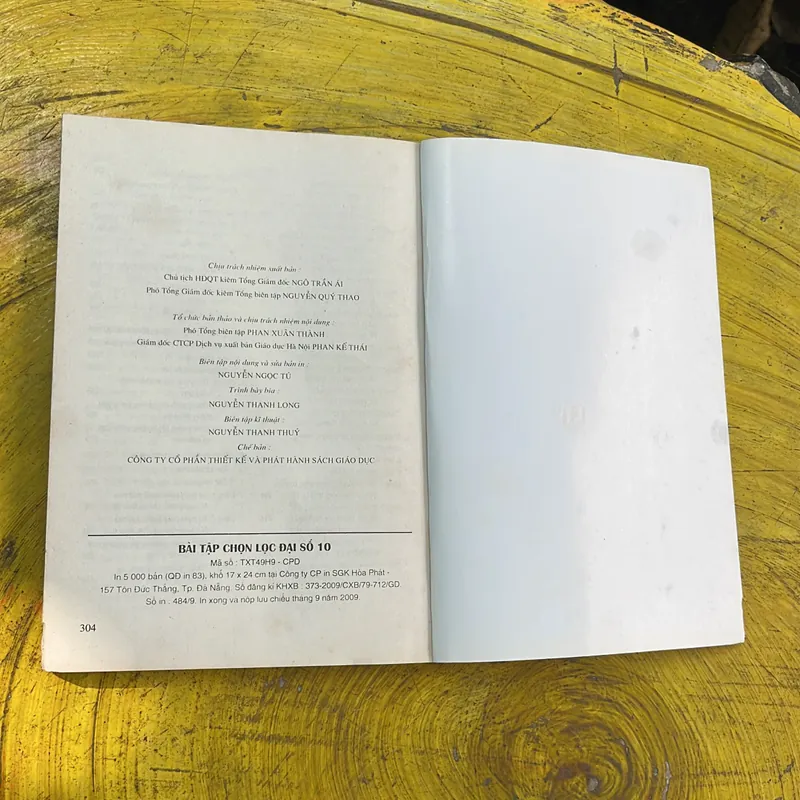 Chịu trách nhiệm xuất bản :
Chủ tịch HĐQT kiêm Tổng Giám đốc NGÔ TRẦN ÁI
Phó Tổng Giám đốc kiêm Tổng biên tập NGUYỄN QUÝ THAO
Tổ chức bản thảo và chịu trách nhiệm nội dung :
Phó Tổng biên tập PHAN XUÂN THÀNH
Giám đốc CTCP Dịch vụ xuất bản Giáo dục Hà Nội PHAN KẾ THÁI
Biên tập nội dung và sửa bản in :
NGUYỄN NGỌC TÚ
Trình bày bìa :
NGUYỄN THANH LONG
Biên tập kĩ thuật :
NGUYỄN THANH THUÝ
Chế bản :
CÔNG TY CỔ PHẦN THIẾT KẾ VÀ PHÁT HÀNH SÁCH GIÁO DỤC
BÀI TẬP CHỌN LỌC ĐẠI SỐ 10
Mã số : TXT49H9 - CPD
In 5 000 bản (QĐ in 83), khổ 17 x 24 cm tại Công ty CP in SGK Hòa Phát -
157 Tôn Đức Thắng, Tp. Đà Nẵng. Số đăng kí KHXB : 373-2009/CXB/79-712/GD.
Số in : 484/9. In xong và nộp lưu chiểu tháng 9 năm 2009.
304